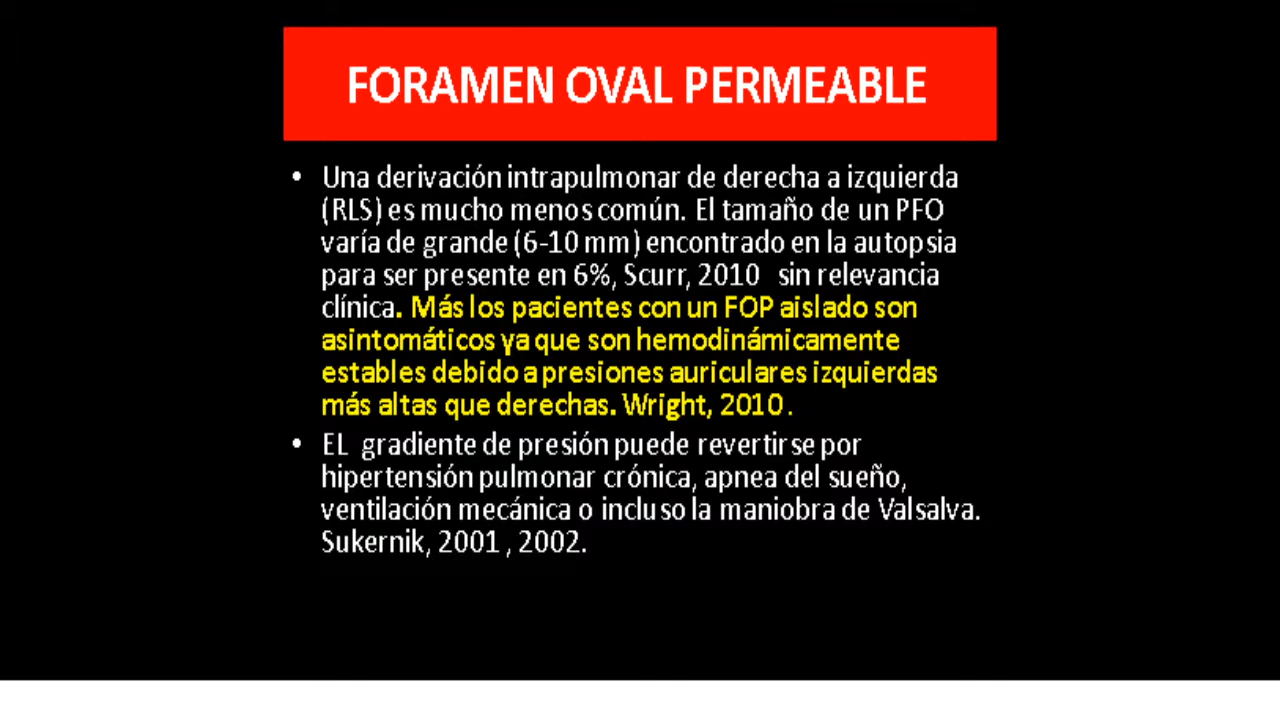 FORAMEN OVAL PERMEABLE
• Una derivación intrapulmonar de derecha a izquierda
(RLS) es mucho menos común. El tamaño de un PFO
varía de grande (6-10 mm) encontrado en la autopsia
para ser presente en 6%, Scurr, 2010 sin relevancia
clínica. Más los pacientes con un FOP aislado son
asintomáticos ya que son hemodinámicamente
estables debido a presiones auriculares izquierdas
más altas que derechas. Wright, 2010.
• EL gradiente de presión puede revertirse por
hipertensión pulmonar crónica, apnea del sueño,
ventilación mecánica o incluso la maniobra de Valsalva.
Sukernik, 2001 , 2002.